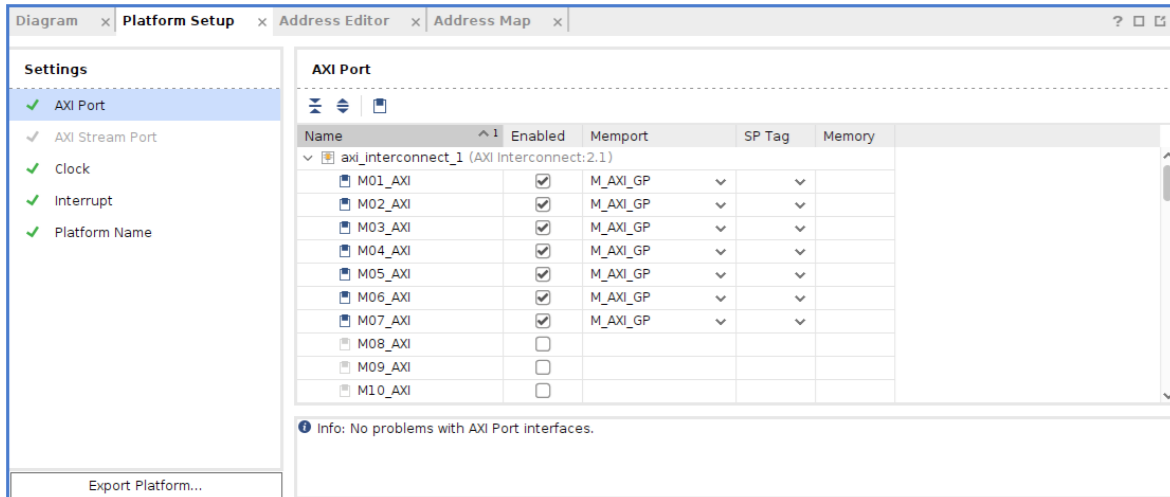 Diagram
Platform Setup
Address Editor
Address Map
Settings
AXI Port
AXI Stream Port
Clock
Interrupt
Platform Name
Export Platform...
AXI Port
Name 1 Enabled Memport SP Tag Memory
axi_interconnect_1 (AXI Interconnect:2.1)
M01_AXI M_AXI_GP
M02_AXI M_AXI_GP
M03_AXI M_AXI_GP
M04_AXI M_AXI_GP
M05_AXI M_AXI_GP
M06_AXI M_AXI_GP
M07_AXI M_AXI_GP
M08_AXI
M09_AXI
M10_AXI
Info: No problems with AXI Port interfaces.